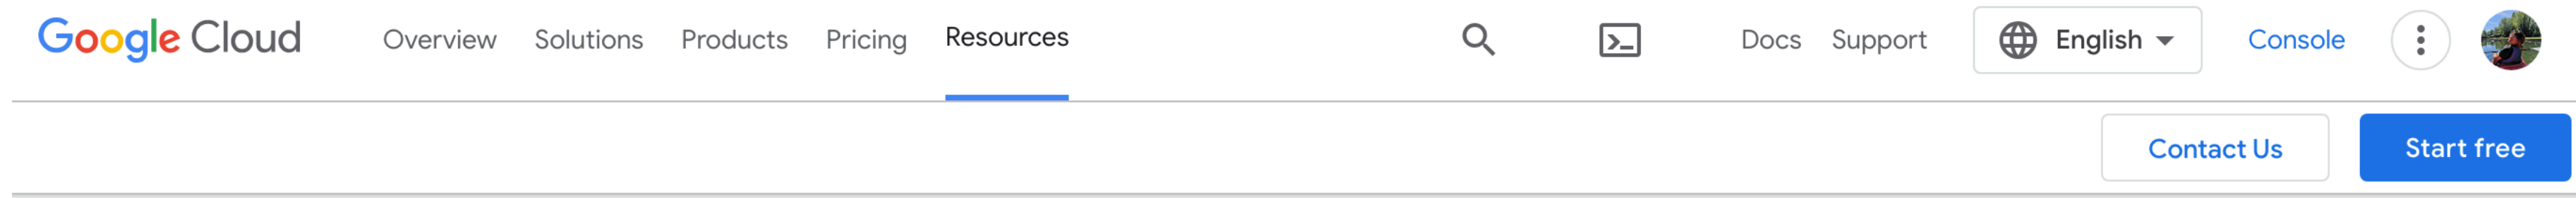 Google Cloud Overview Solutions Products Pricing Resources Docs Support English Console
Contact Us Start free